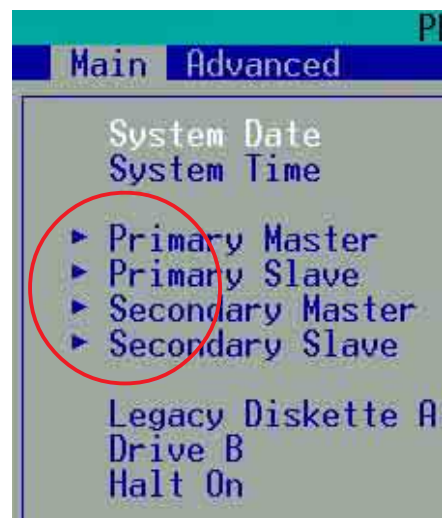 Main Advanced
System Date
System Time
Primary Master
Primary Slave
Secondary Master
Secondary Slave
Legacy Diskette A
Drive B
Halt On